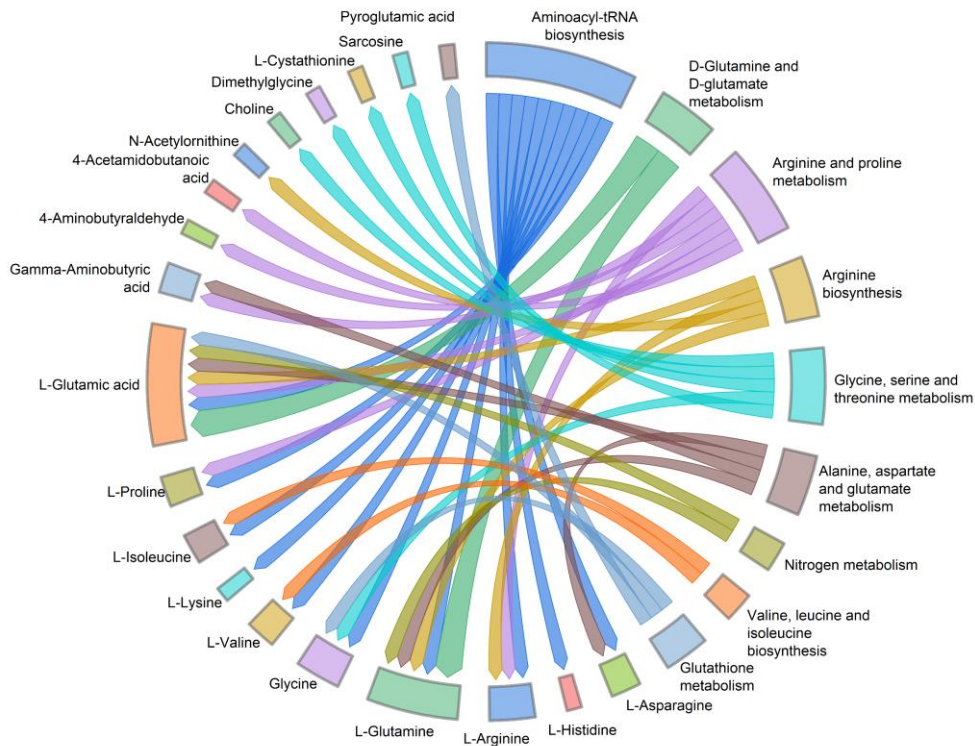 Pyroglutamic acid
Sarcosine
L-Cystathionine
Dimethylglycine
Choline
N-Acetylornithine
4-Acetamidobutanoic
acid
4-Aminobutyraldehyde
Gamma-Aminobutyric
acid
L-Glutamic acid
L-Proline
L-Isoleucine
L-Lysine
L-Valine
Glycine
L-Glutamine
L-Arginine
L-Histidine
L-Asparagine
Aminoacyl-tRNA
biosynthesis
D-Glutamine and
D-glutamate
metabolism
Arginine and proline
metabolism
Arginine
biosynthesis
Glycine, serine and
threonine metabolism
Alanine, aspartate
and glutamate
metabolism
Nitrogen metabolism
Valine, leucine and
isoleucine
biosynthesis
Glutathione
metabolism